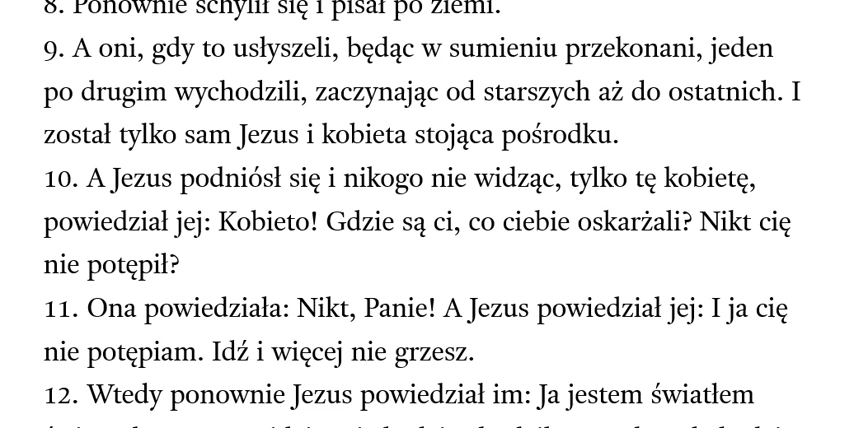 8. Ponownie schylił się i pisał po ziemi.
9. A oni, gdy to usłyszeli, będąc w sumieniu przekonani, jeden
po drugim wychodzili, zaczynając od starszych aż do ostatnich. I
został tylko sam Jezus i kobieta stojąca pośrodku.
10. A Jezus podniósł się i nikogo nie widząc, tylko tę kobietę,
powiedział jej: Kobieto! Gdzie są ci, co ciebie oskarżali? Nikt cię
nie potępił?
11. Ona powiedziała: Nikt, Panie! A Jezus powiedział jej: I ja cię
nie potępiam. Idź i więcej nie grzesz.
12. Wtedy ponownie Jezus powiedział im: Ja jestem światłem